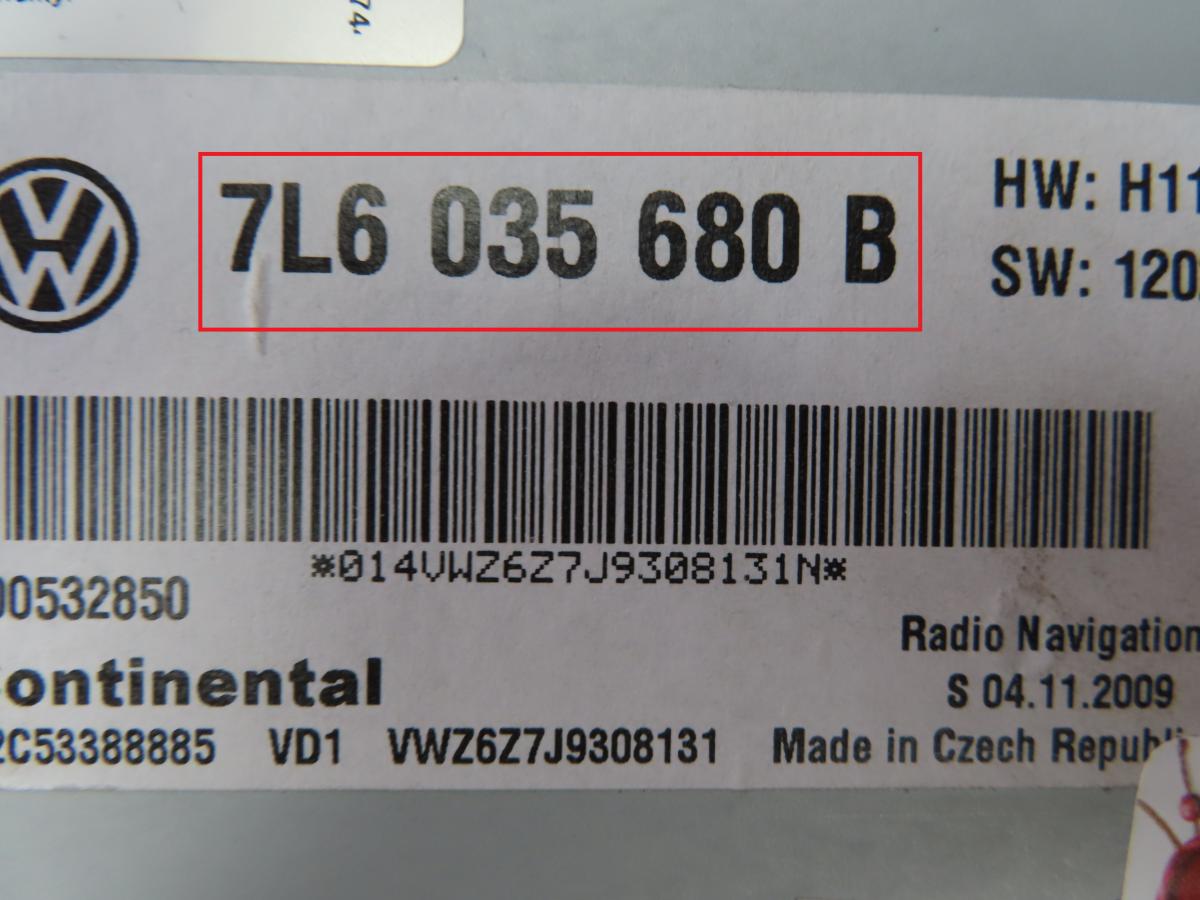 74,
7L6 035 680 B
HW: H11
SW: 120
*014VWZ6Z7J9308131N*
00532850
Radio Navigation
Continental
S 04.11.2009
2C53388885 VD1 VWZ6Z7J9308131 Made in Czech Republi